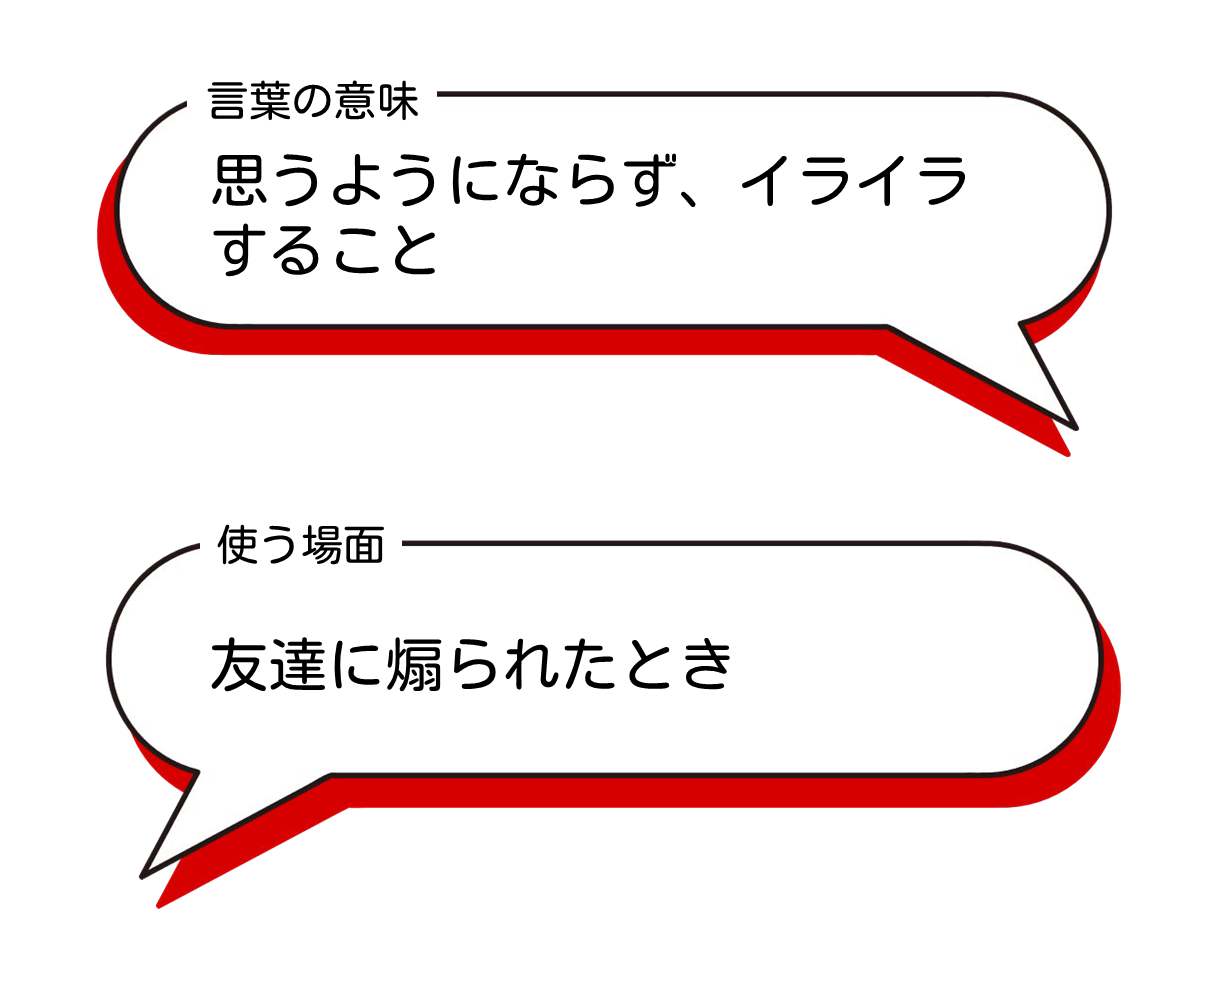 言葉の意味
思うようにならず、イライラ
すること
使う場面
友達に煽られたとき